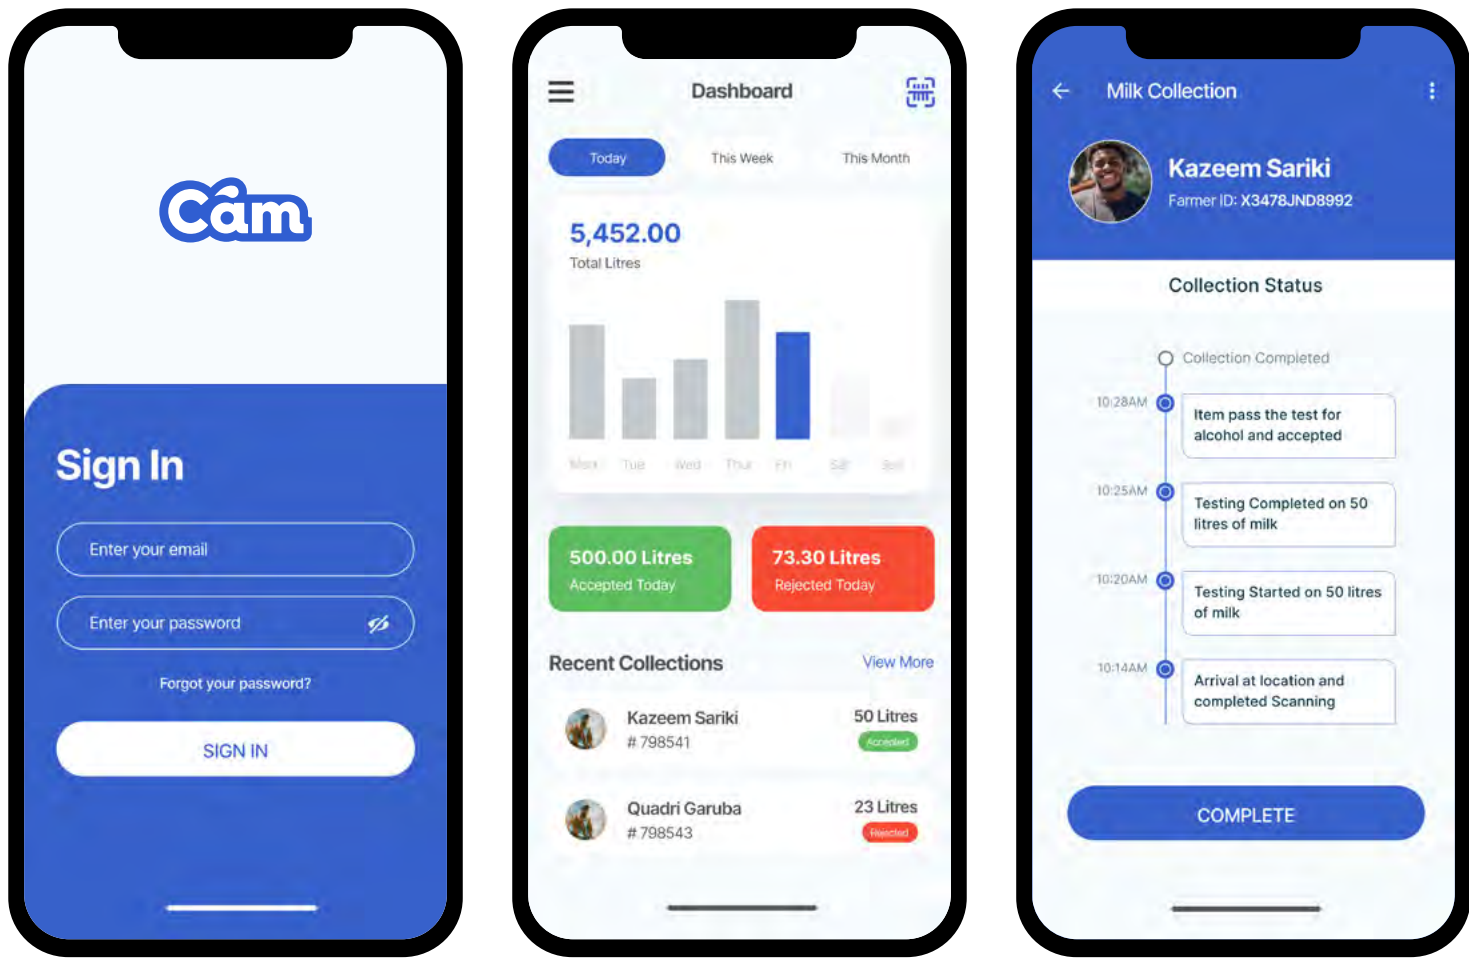 Cam
Sign In
Enter your email
Enter your password
Forgot your password?
SIGN IN
Dashboard
Today This Week This Month
5,452.00
Total Litres
Mon Tue Wed Thur Fri Sat Sun
500.00 Litres
Accepted Today
73.30 Litres
Rejected Today
Recent Collections View More
Kazeem Sariki 50 Litres
# 798541 Accepted
Quadri Garuba 23 Litres
# 798543 Rejected
Milk Collection
Kazeem Sariki
Farmer ID: X3478JND8992
Collection Status
Collection Completed
10:28AM
Item pass the test for
alcohol and accepted
10:25AM
Testing Completed on 50
litres of milk
10:20AM
Testing Started on 50 litres
of milk
10:14AM
Arrival at location and
completed Scanning
COMPLETE